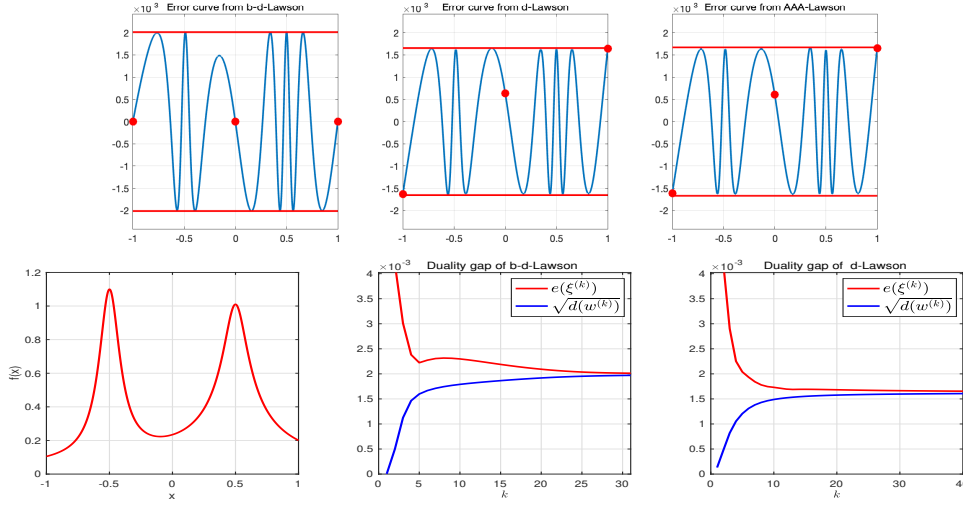 ×10⁻³ Error curve from b-d-Lawson
2
1.5
1
0.5
0
-0.5
-1
-1.5
-2
-1 -0.5 0 0.5 1
×10⁻³ Error curve from d-Lawson
2
1.5
1
0.5
0
-0.5
-1
-1.5
-2
-1 -0.5 0 0.5 1
×10⁻³ Error curve from AAA-Lawson
2
1.5
1
0.5
0
-0.5
-1
-1.5
-2
-1 -0.5 0 0.5 1
1.2
1
0.8
0.6
0.4
0.2
0
f(x)
-1 -0.5 0 0.5 1
x
×10⁻³ Duality gap of b-d-Lawson
4
3.5
3
2.5
2
1.5
1
0.5
0
e(ξ^(k))
√d(w^(k))
0 5 10 15 20 25 30
k
×10⁻³ Duality gap of d-Lawson
4
3.5
3
2.5
2
1.5
1
0.5
0
e(ξ^(k))
√d(w^(k))
0 10 20 30 40
k